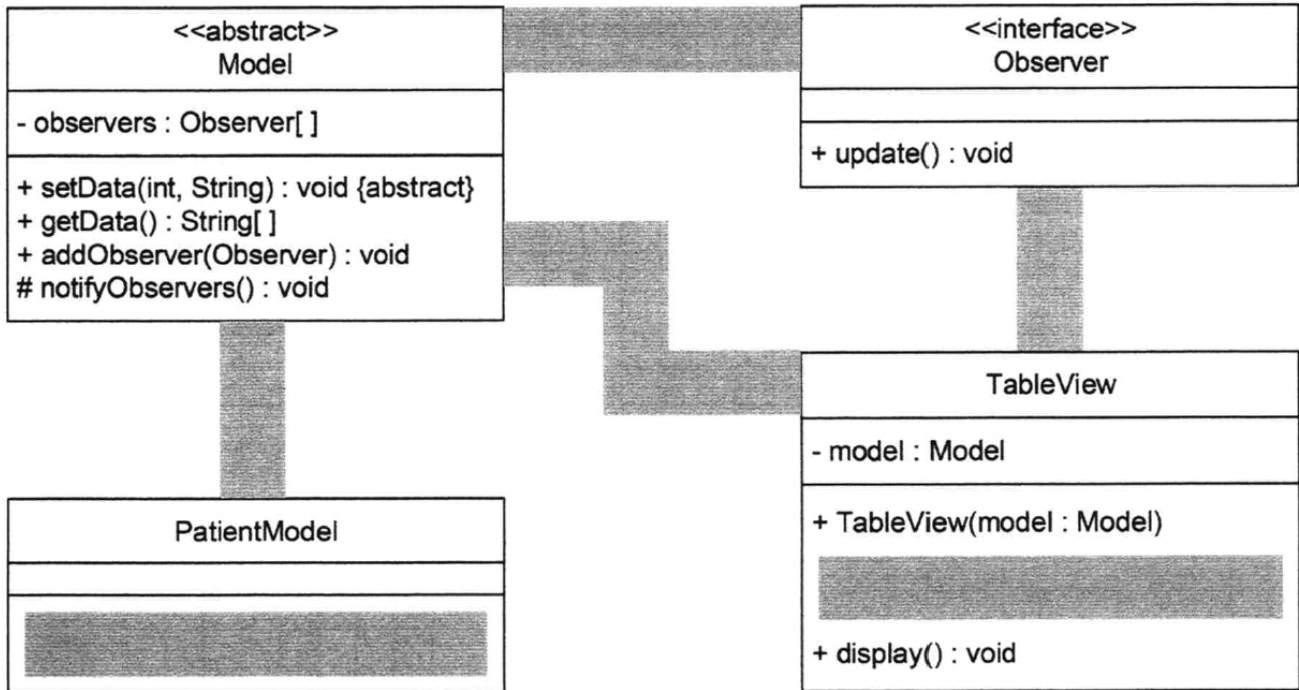 <<abstract>>
Model
- observers : Observer[ ]
+ setData(int, String) : void {abstract}
+ getData() : String[ ]
+ addObserver(Observer) : void
# notifyObservers() : void
<<interface>>
Observer
+ update() : void
PatientModel
TableView
- model : Model
+ TableView(model : Model)
+ display() : void